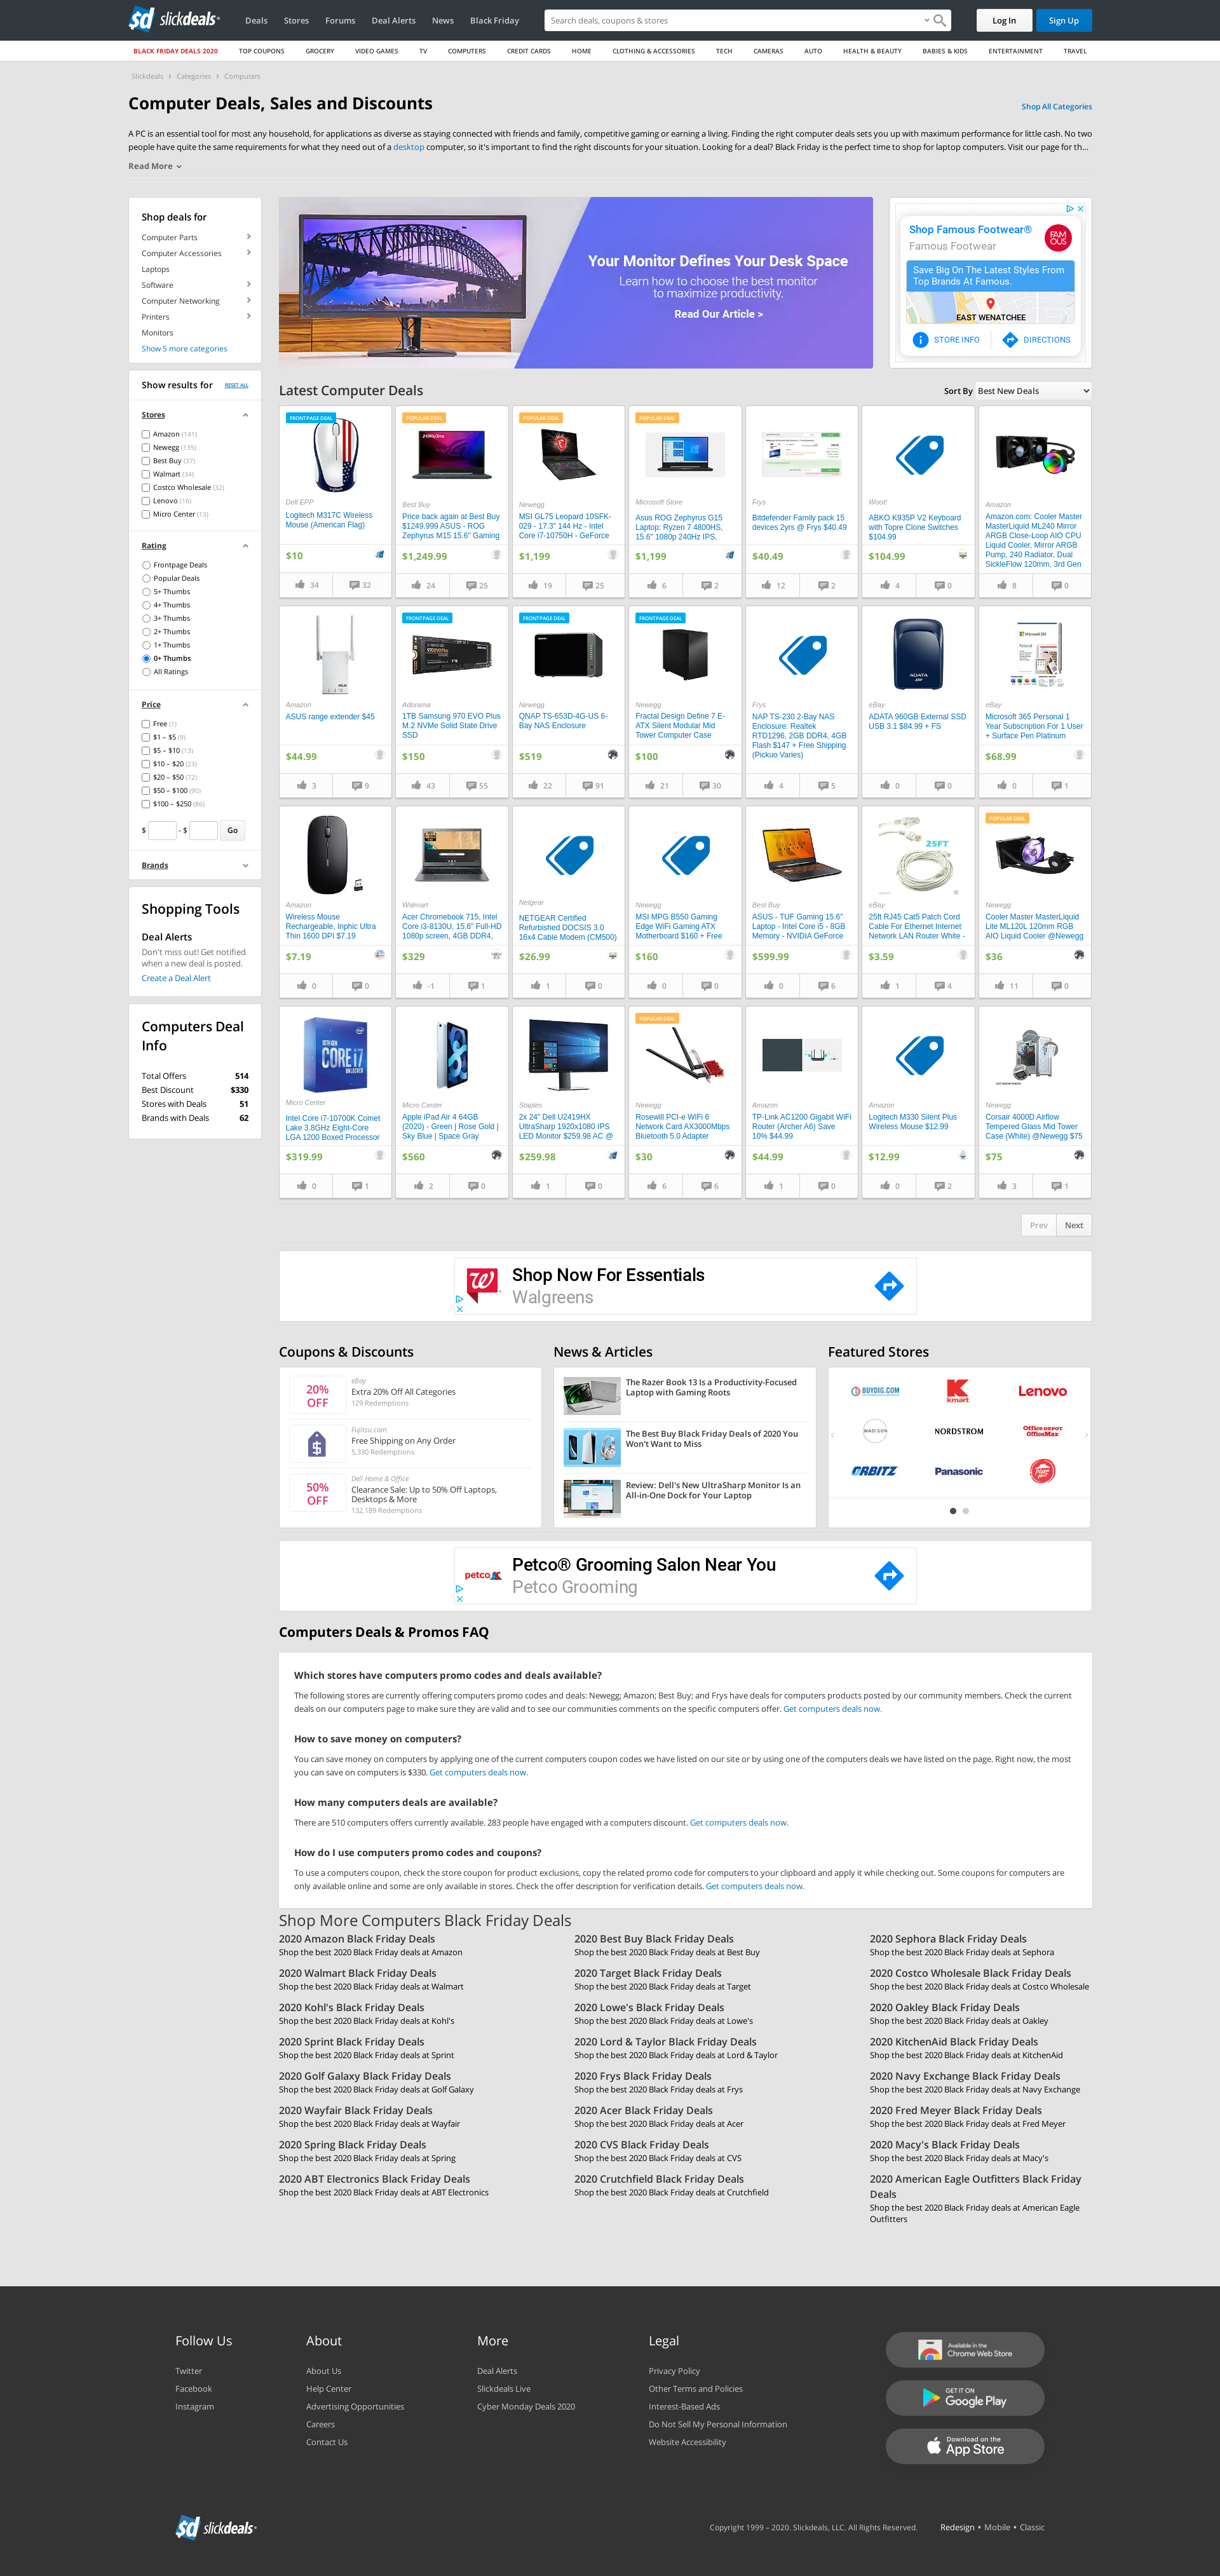 sd slickdeals
Deals Stores Forums Deal Alerts News Black Friday
Search deals, coupons & stores
Log In Sign Up
BLACK FRIDAY DEALS 2020 TOP COUPONS GROCERY VIDEO GAMES TV COMPUTERS CREDIT CARDS HOME CLOTHING & ACCESSORIES TECH CAMERAS AUTO HEALTH & BEAUTY BABIES & KIDS ENTERTAINMENT TRAVEL
Slickdeals > Categories > Computers
Computer Deals, Sales and Discounts
Shop All Categories
A PC is an essential tool for most any household, for applications as diverse as staying connected with friends and family, competitive gaming or earning a living. Finding the right computer deals sets you up with maximum performance for little cash. No two
people have quite the same requirements for what they need out of a desktop computer, so it's important to find the right discounts for your situation. Looking for a deal? Black Friday is the perfect time to shop for laptop computers. Visit our page for th...
Read More
Shop deals for
Computer Parts
Computer Accessories
Laptops
Software
Computer Networking
Printers
Monitors
Show 5 more categories
Show results for RESET ALL
Stores
Amazon (141)
Newegg (135)
Best Buy (37)
Walmart (34)
Costco Wholesale (32)
Lenovo (16)
Micro Center (13)
Rating
Frontpage Deals
Popular Deals
5+ Thumbs
4+ Thumbs
3+ Thumbs
2+ Thumbs
1+ Thumbs
0+ Thumbs
All Ratings
Price
Free (1)
$1 – $5 (9)
$5 – $10 (13)
$10 – $20 (23)
$20 – $50 (72)
$50 – $100 (90)
$100 – $250 (86)
$ - $ Go
Brands
Shopping Tools
Deal Alerts
Don't miss out! Get notified
when a new deal is posted.
Create a Deal Alert
Computers Deal
Info
Total Offers 514
Best Discount $330
Stores with Deals 51
Brands with Deals 62
Your Monitor Defines Your Desk Space
Learn how to choose the best monitor
to maximize productivity.
Read Our Article >
Shop Famous Footwear®
Famous Footwear
FAMOUS
Save Big On The Latest Styles From
Top Brands At Famous.
EAST WENATCHEE
STORE INFO DIRECTIONS
Latest Computer Deals
Sort By Best New Deals
FRONTPAGE DEAL
Dell EPP
Logitech M317C Wireless
Mouse (American Flag)
$10
34 32
POPULAR DEAL
Best Buy
Price back again at Best Buy
$1249.999 ASUS - ROG
Zephyrus M15 15.6" Gaming
$1,249.99
24 25
POPULAR DEAL
Newegg
MSI GL75 Leopard 10SFK-
029 - 17.3" 144 Hz - Intel
Core i7-10750H - GeForce
$1,199
19 25
POPULAR DEAL
Microsoft Store
Asus ROG Zephyrus G15
Laptop: Ryzen 7 4800HS,
15.6" 1080p 240Hz IPS,
$1,199
6 2
Frys
Bitdefender Family pack 15
devices 2yrs @ Frys $40.49
$40.49
12 2
Woot!
ABKO K935P V2 Keyboard
with Topre Clone Switches
$104.99
$104.99
4 0
Amazon
Amazon.com: Cooler Master
MasterLiquid ML240 Mirror
ARGB Close-Loop AIO CPU
Liquid Cooler, Mirror ARGB
Pump, 240 Radiator, Dual
SickleFlow 120mm, 3rd Gen
8 0
Amazon
ASUS range extender $45
$44.99
3 9
FRONTPAGE DEAL
Adorama
1TB Samsung 970 EVO Plus
M.2 NVMe Solid State Drive
SSD
$150
43 55
FRONTPAGE DEAL
Newegg
QNAP TS-653D-4G-US 6-
Bay NAS Enclosure
$519
22 91
FRONTPAGE DEAL
Newegg
Fractal Design Define 7 E-
ATX Silent Modular Mid
Tower Computer Case
$100
21 30
Frys
NAP TS-230 2-Bay NAS
Enclosure: Realtek
RTD1296, 2GB DDR4, 4GB
Flash $147 + Free Shipping
(Pickuo Varies)
4 5
eBay
ADATA 960GB External SSD
USB 3.1 $84.99 + FS
0 0
eBay
Microsoft 365 Personal 1
Year Subscription For 1 User
+ Surface Pen Platinum
$68.99
0 1
Amazon
Wireless Mouse
Rechargeable, Inphic Ultra
Thin 1600 DPI $7.19
$7.19
0 0
Walmart
Acer Chromebook 715, Intel
Core i3-8130U, 15.6" Full-HD
1080p screen, 4GB DDR4,
$329
-1 1
Netgear
NETGEAR Certified
Refurbished DOCSIS 3.0
16x4 Cable Modem (CM500)
$26.99
1 0
Newegg
MSI MPG B550 Gaming
Edge WiFi Gaming ATX
Motherboard $160 + Free
$160
0 0
Best Buy
ASUS - TUF Gaming 15.6"
Laptop - Intel Core i5 - 8GB
Memory - NVIDIA GeForce
$599.99
0 6
25FT
eBay
25ft RJ45 Cat5 Patch Cord
Cable For Ethernet Internet
Network LAN Router White -
$3.59
1 4
POPULAR DEAL
Newegg
Cooler Master MasterLiquid
Lite ML120L 120mm RGB
AIO Liquid Cooler @Newegg
$36
11 0
Micro Center
Intel Core i7-10700K Comet
Lake 3.8GHz Eight-Core
LGA 1200 Boxed Processor
$319.99
0 1
Micro Center
Apple iPad Air 4 64GB
(2020) - Green | Rose Gold |
Sky Blue | Space Gray
$560
2 0
Staples
2x 24" Dell U2419HX
UltraSharp 1920x1080 IPS
LED Monitor $259.98 AC @
$259.98
1 0
POPULAR DEAL
Newegg
Rosewill PCI-e WiFi 6
Network Card AX3000Mbps
Bluetooth 5.0 Adapter
$30
6 6
Amazon
TP-Link AC1200 Gigabit WiFi
Router (Archer A6) Save
10% $44.99
$44.99
1 0
Amazon
Logitech M330 Silent Plus
Wireless Mouse $12.99
$12.99
0 2
Newegg
Corsair 4000D Airflow
Tempered Glass Mid Tower
Case (White) @Newegg $75
$75
3 1
Prev Next
Shop Now For Essentials
Walgreens
Coupons & Discounts
20%
OFF
eBay
Extra 20% Off All Categories
129 Redemptions
Fujitsu.com
Free Shipping on Any Order
5,330 Redemptions
50%
OFF
Dell Home & Office
Clearance Sale: Up to 50% Off Laptops,
Desktops & More
132,189 Redemptions
News & Articles
The Razer Book 13 Is a Productivity-Focused
Laptop with Gaming Roots
The Best Buy Black Friday Deals of 2020 You
Won't Want to Miss
Review: Dell's New UltraSharp Monitor Is an
All-in-One Dock for Your Laptop
Featured Stores
BUYDIG.COM kmart Lenovo
MADISON NORDSTROM Office DEPOT OfficeMax
ORBITZ Panasonic Pizza Hut
petco
Petco® Grooming Salon Near You
Petco Grooming
Computers Deals & Promos FAQ
Which stores have computers promo codes and deals available?
The following stores are currently offering computers promo codes and deals: Newegg; Amazon; Best Buy; and Frys have deals for computers products posted by our community members. Check the current
deals on our computers page to make sure they are valid and to see our communities comments on the specific computers offer. Get computers deals now.
How to save money on computers?
You can save money on computers by applying one of the current computers coupon codes we have listed on our site or by using one of the computers deals we have listed on the page. Right now, the most
you can save on computers is $330. Get computers deals now.
How many computers deals are available?
There are 510 computers offers currently available. 283 people have engaged with a computers discount. Get computers deals now.
How do I use computers promo codes and coupons?
To use a computers coupon, check the store coupon for product exclusions, copy the related promo code for computers to your clipboard and apply it while checking out. Some coupons for computers are
only available online and some are only available in stores. Check the offer description for verification details. Get computers deals now.
Shop More Computers Black Friday Deals
2020 Amazon Black Friday Deals
Shop the best 2020 Black Friday deals at Amazon
2020 Best Buy Black Friday Deals
Shop the best 2020 Black Friday deals at Best Buy
2020 Sephora Black Friday Deals
Shop the best 2020 Black Friday deals at Sephora
2020 Walmart Black Friday Deals
Shop the best 2020 Black Friday deals at Walmart
2020 Target Black Friday Deals
Shop the best 2020 Black Friday deals at Target
2020 Costco Wholesale Black Friday Deals
Shop the best 2020 Black Friday deals at Costco Wholesale
2020 Kohl's Black Friday Deals
Shop the best 2020 Black Friday deals at Kohl's
2020 Lowe's Black Friday Deals
Shop the best 2020 Black Friday deals at Lowe's
2020 Oakley Black Friday Deals
Shop the best 2020 Black Friday deals at Oakley
2020 Sprint Black Friday Deals
Shop the best 2020 Black Friday deals at Sprint
2020 Lord & Taylor Black Friday Deals
Shop the best 2020 Black Friday deals at Lord & Taylor
2020 KitchenAid Black Friday Deals
Shop the best 2020 Black Friday deals at KitchenAid
2020 Golf Galaxy Black Friday Deals
Shop the best 2020 Black Friday deals at Golf Galaxy
2020 Frys Black Friday Deals
Shop the best 2020 Black Friday deals at Frys
2020 Navy Exchange Black Friday Deals
Shop the best 2020 Black Friday deals at Navy Exchange
2020 Wayfair Black Friday Deals
Shop the best 2020 Black Friday deals at Wayfair
2020 Acer Black Friday Deals
Shop the best 2020 Black Friday deals at Acer
2020 Fred Meyer Black Friday Deals
Shop the best 2020 Black Friday deals at Fred Meyer
2020 Spring Black Friday Deals
Shop the best 2020 Black Friday deals at Spring
2020 CVS Black Friday Deals
Shop the best 2020 Black Friday deals at CVS
2020 Macy's Black Friday Deals
Shop the best 2020 Black Friday deals at Macy's
2020 ABT Electronics Black Friday Deals
Shop the best 2020 Black Friday deals at ABT Electronics
2020 Crutchfield Black Friday Deals
Shop the best 2020 Black Friday deals at Crutchfield
2020 American Eagle Outfitters Black Friday
Deals
Shop the best 2020 Black Friday deals at American Eagle
Outfitters
Follow Us
Twitter
Facebook
Instagram
About
About Us
Help Center
Advertising Opportunities
Careers
Contact Us
More
Deal Alerts
Slickdeals Live
Cyber Monday Deals 2020
Legal
Privacy Policy
Other Terms and Policies
Interest-Based Ads
Do Not Sell My Personal Information
Website Accessibility
Available in the
Chrome Web Store
GET IT ON
Google Play
Download on the
App Store
sd slickdeals
Copyright 1999 – 2020. Slickdeals, LLC. All Rights Reserved.
Redesign • Mobile • Classic